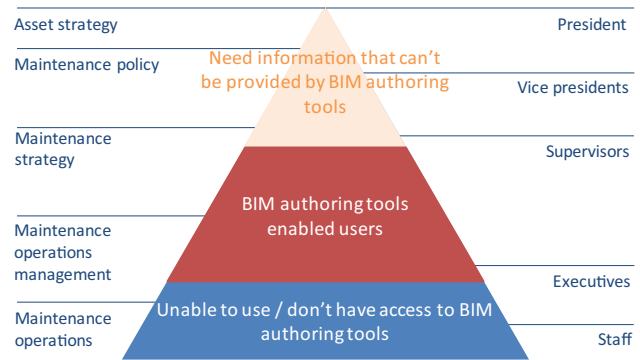 Asset strategy
President
Maintenance policy
Need information that can't
be provided by BIM authoring
tools
Vice presidents
Maintenance
strategy
Supervisors
BIM authoring tools
enabled users
Maintenance
operations
management
Executives
Unable to use / don't have access to BIM
authoring tools
Maintenance
operations
Staff